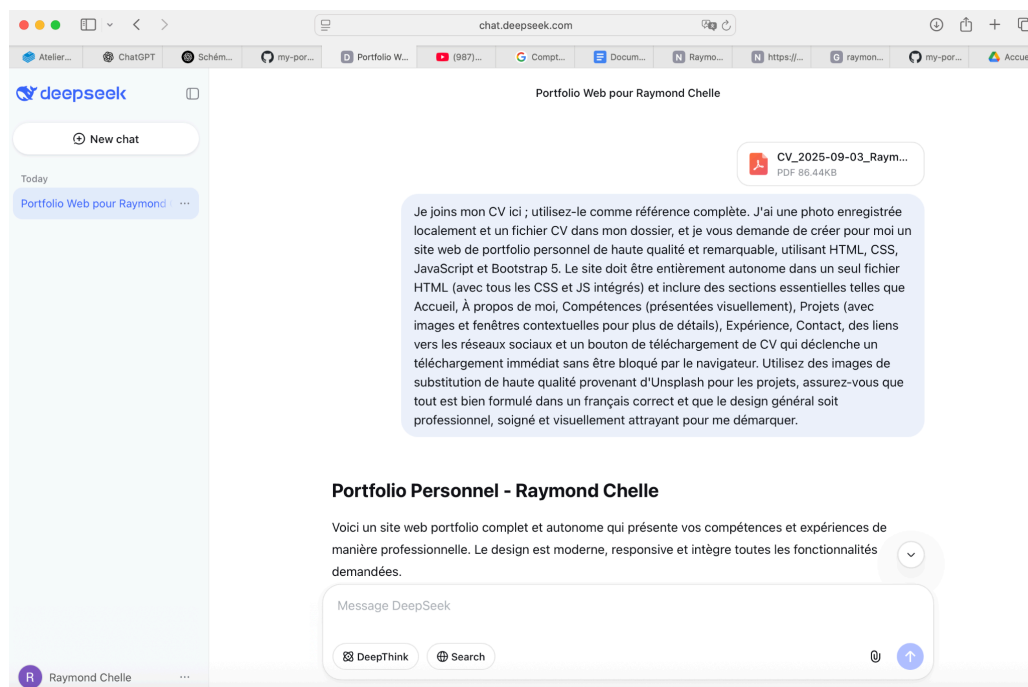 chat.deepseek.com
Atelier...
ChatGPT
Schém...
my-por...
Portfolio W...
(987)...
Compt...
Docum...
Raymo...
https://...
raymon...
my-por...
Accue
deepseek
New chat
Today
Portfolio Web pour Raymond
Raymond Chelle
Portfolio Web pour Raymond Chelle
CV_2025-09-03_Raym...
PDF 86.44KB
Je joins mon CV ici ; utilisez-le comme référence complète. J'ai une photo enregistrée
localement et un fichier CV dans mon dossier, et je vous demande de créer pour moi un
site web de portfolio personnel de haute qualité et remarquable, utilisant HTML, CSS,
JavaScript et Bootstrap 5. Le site doit être entièrement autonome dans un seul fichier
HTML (avec tous les CSS et JS intégrés) et inclure des sections essentielles telles que
Accueil, À propos de moi, Compétences (présentées visuellement), Projets (avec
images et fenêtres contextuelles pour plus de détails), Expérience, Contact, des liens
vers les réseaux sociaux et un bouton de téléchargement de CV qui déclenche un
téléchargement immédiat sans être bloqué par le navigateur. Utilisez des images de
substitution de haute qualité provenant d'Unsplash pour les projets, assurez-vous que
tout est bien formulé dans un français correct et que le design général soit
professionnel, soigné et visuellement attrayant pour me démarquer.
Portfolio Personnel - Raymond Chelle
Voici un site web portfolio complet et autonome qui présente vos compétences et expériences de
manière professionnelle. Le design est moderne, responsive et intègre toutes les fonctionnalités
demandées.
Message DeepSeek
DeepThink
Search